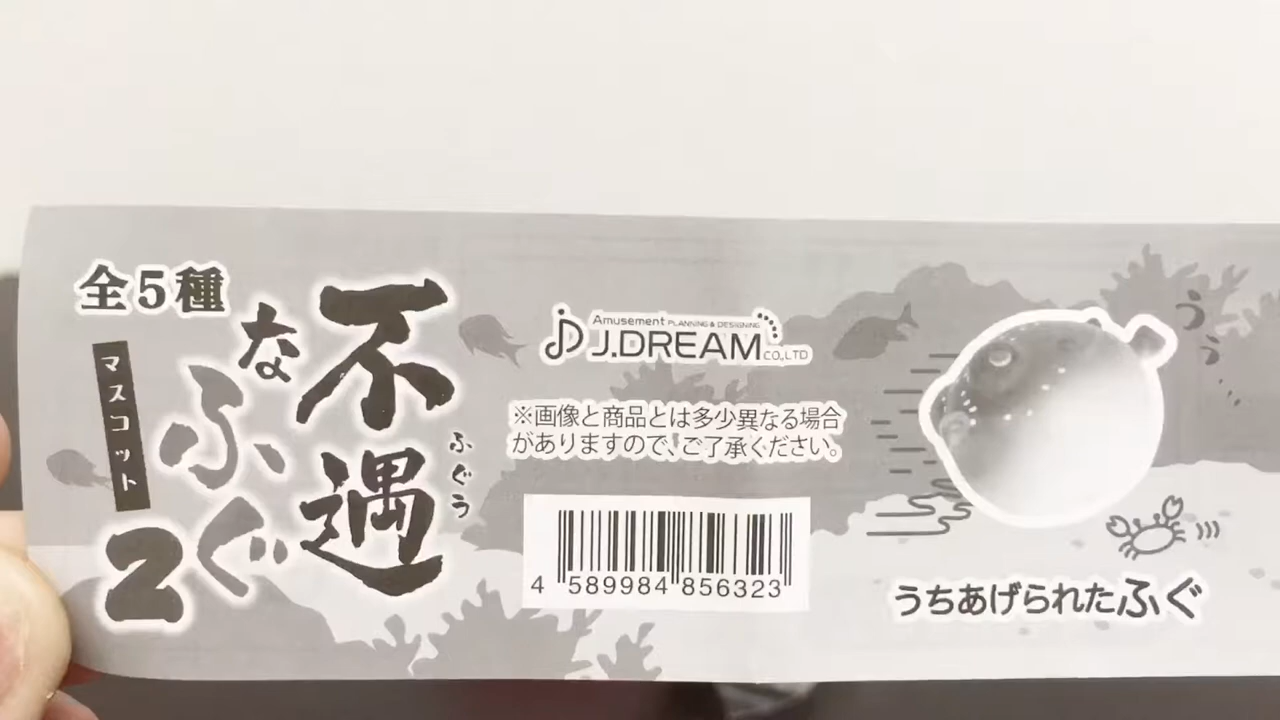 全5種
不遇
ふぐう
な
ふぐ
2
マスコット
Amusement PLANNING & DESIGNING
J.DREAM CO.,LTD
※画像と商品とは多少異なる場合
がありますので、ご了承ください。
4 589984 856323
うう
うちあげられたふぐ